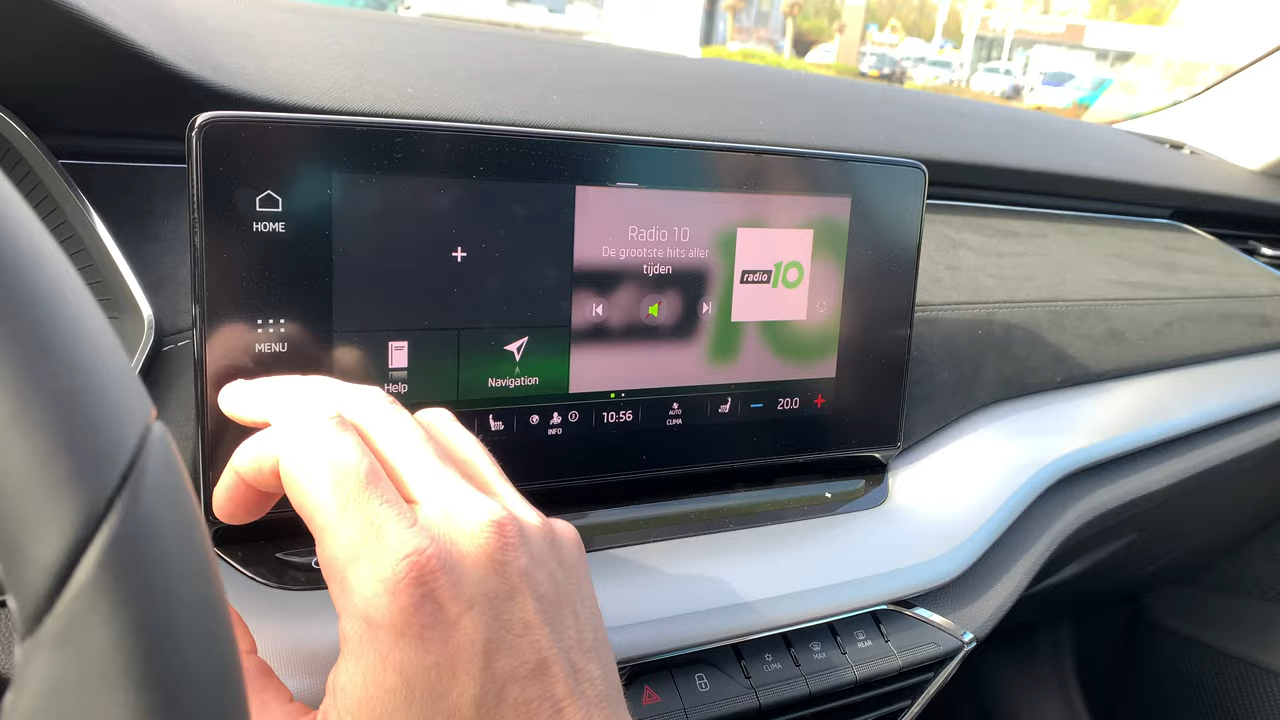 HOME
MENU
+
Help
Navigation
Radio 10
De grootste hits aller
tijden
radio 10
10
INFO
10:56
AUTO
CLIMA
20.0
+
CLIMA
MAX
REAR